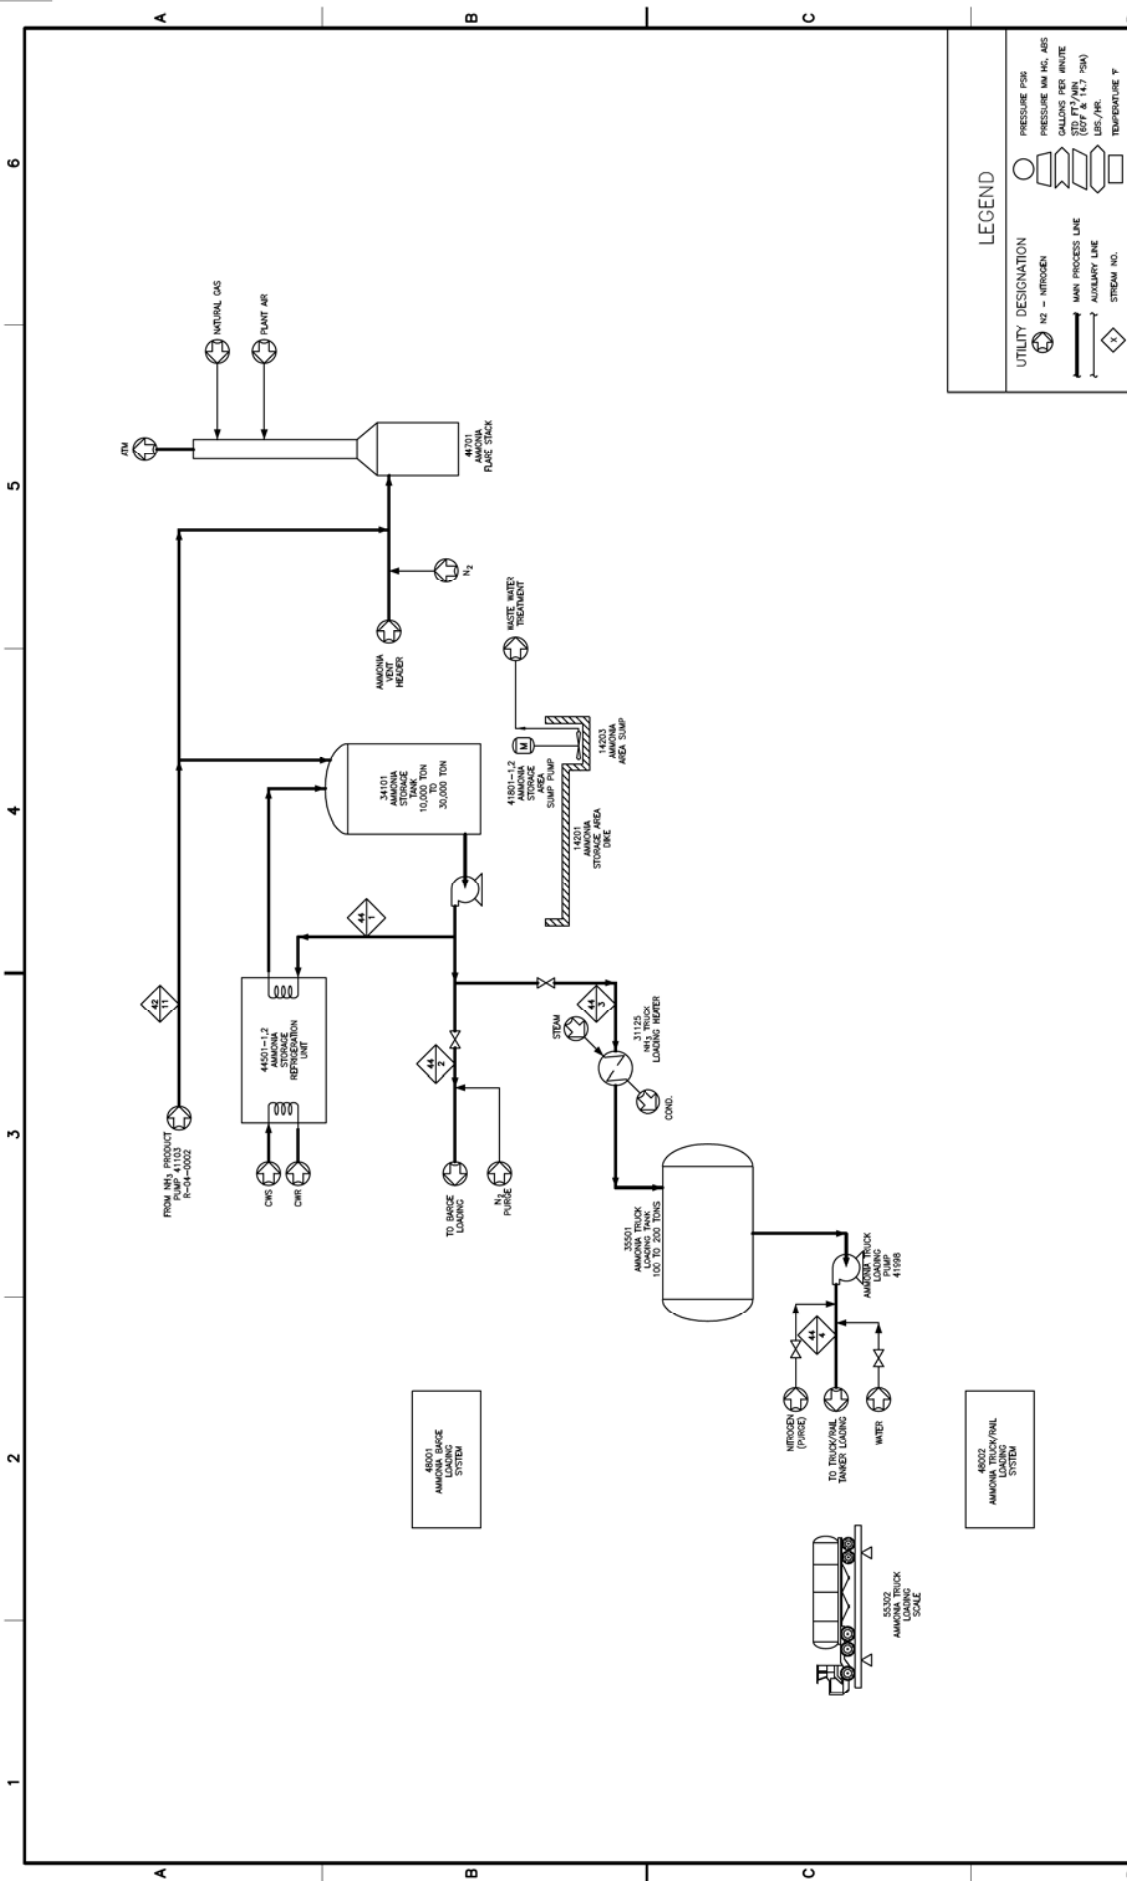 A
B
C
6
5
4
3
2
1
ATM
NATURAL GAS
PLANT AIR
44701
AMMONIA
FLARE STACK
N2
AMMONIA
VENT
HEADER
WASTE WATER
TREATMENT
M
41801-1,2
AMMONIA
STORAGE
AREA
SUMP PUMP
14203
AMMONIA
AREA SUMP
14201
AMMONIA
STORAGE AREA
DIKE
34101
AMMONIA
STORAGE
TANK
10,000 TON
TO
30,000 TON
44
1
42
11
44501-1,2
AMMONIA
STORAGE
REFRIGERATION
UNIT
FROM NH3 PRODUCT
PUMP 41103
R-04-0002
CWS
CWR
44
2
TO BARGE
LOADING
N2
PURGE
44
3
STEAM
31125
NH3 TRUCK
LOADING HEATER
COND.
35501
AMMONIA TRUCK
LOADING TANK
100 TO 200 TONS
AMMONIA TRUCK
LOADING
PUMP
41998
44
4
NITROGEN
(PURGE)
TO TRUCK/RAIL
TANKER LOADING
WATER
48001
AMMONIA BARGE
LOADING
SYSTEM
48002
AMMONIA TRUCK/RAIL
LOADING
SYSTEM
55302
AMMONIA TRUCK
LOADING
SCALE
LEGEND
UTILITY DESIGNATION
N2 - NITROGEN
MAIN PROCESS LINE
AUXILIARY LINE
X
STREAM NO.
PRESSURE PSIG
PRESSURE MM HG, ABS
GALLONS PER MINUTE
STD FT³/MIN
(60°F & 14.7 PSIA)
LBS./HR.
TEMPERATURE °F
A
B
C